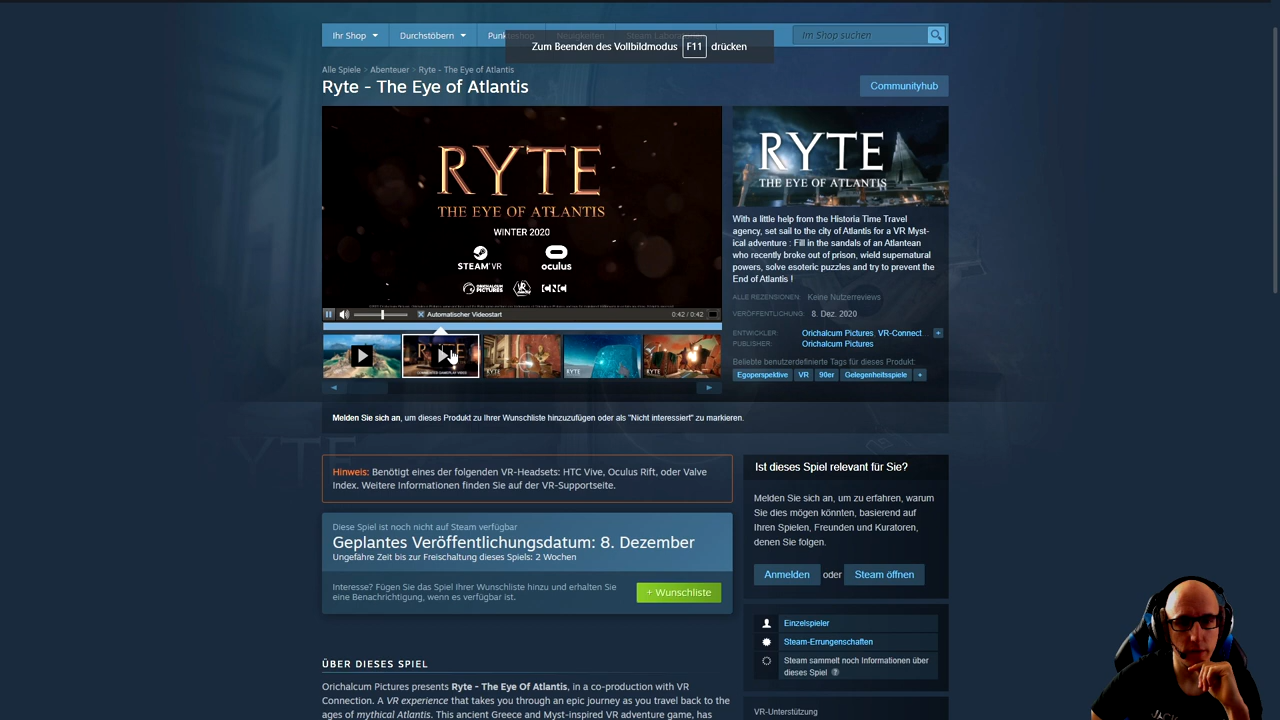 Ihr Shop
Durchstöbern
Zum Beenden des Vollbildmodus F11 drücken
Im Shop suchen
Alle Spiele > Abenteuer > Ryte - The Eye of Atlantis
Ryte - The Eye of Atlantis
Communityhub
RYTE
THE EYE OF ATLANTIS
WINTER 2020
STEAM VR
oculus
ORICHALCUM PICTURES
Automatischer Videostart
0:42 / 0:42
RYTE
THE EYE OF ATLANTIS
With a little help from the Historia Time Travel
agency, set sail to the city of Atlantis for a VR Myst-
ical adventure : Fill in the sandals of an Atlantean
who recently broke out of prison, wield supernatural
powers, solve esoteric puzzles and try to prevent the
End of Atlantis !
ALLE REZENSIONEN: Keine Nutzerreviews
VERÖFFENTLICHUNG: 8. Dez. 2020
ENTWICKLER: Orichalcum Pictures, VR-Connect... +
PUBLISHER: Orichalcum Pictures
Beliebte benutzerdefinierte Tags für dieses Produkt:
Egoperspektive VR 90er Gelegenheitsspiele +
Melden Sie sich an, um dieses Produkt zu Ihrer Wunschliste hinzuzufügen oder als "Nicht interessiert" zu markieren.
Hinweis: Benötigt eines der folgenden VR-Headsets: HTC Vive, Oculus Rift, oder Valve
Index. Weitere Informationen finden Sie auf der VR-Supportseite.
Diese Spiel ist noch nicht auf Steam verfügbar
Geplantes Veröffentlichungsdatum: 8. Dezember
Ungefähre Zeit bis zur Freischaltung dieses Spiels: 2 Wochen
Interesse? Fügen Sie das Spiel Ihrer Wunschliste hinzu und erhalten Sie
eine Benachrichtigung, wenn es verfügbar ist.
+ Wunschliste
ÜBER DIESES SPIEL
Orichalcum Pictures presents Ryte - The Eye Of Atlantis, in a co-production with VR
Connection. A VR experience that takes you through an epic journey as you travel back to the
ages of mythical Atlantis. This ancient Greece and Myst-inspired VR adventure game, has
Ist dieses Spiel relevant für Sie?
Melden Sie sich an, um zu erfahren, warum
Sie dies mögen könnten, basierend auf
Ihren Spielen, Freunden und Kuratoren,
denen Sie folgen.
Anmelden oder Steam öffnen
Einzelspieler
Steam-Errungenschaften
Steam sammelt noch Informationen über
dieses Spiel ?
VR-Unterstützung